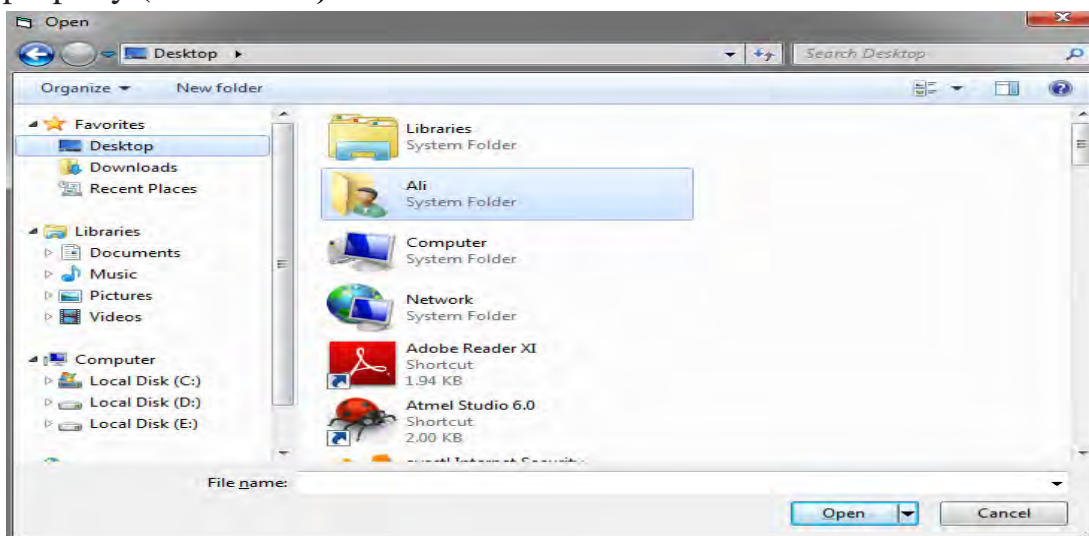 Open
Desktop
Search Desktop
Organize
New folder
Favorites
Desktop
Downloads
Recent Places
Libraries
Documents
Music
Pictures
Videos
Computer
Local Disk (C:)
Local Disk (D:)
Local Disk (E:)
Libraries
System Folder
Ali
System Folder
Computer
System Folder
Network
System Folder
Adobe Reader XI
Shortcut
1.94 KB
Atmel Studio 6.0
Shortcut
2.00 KB
File name:
Open
Cancel